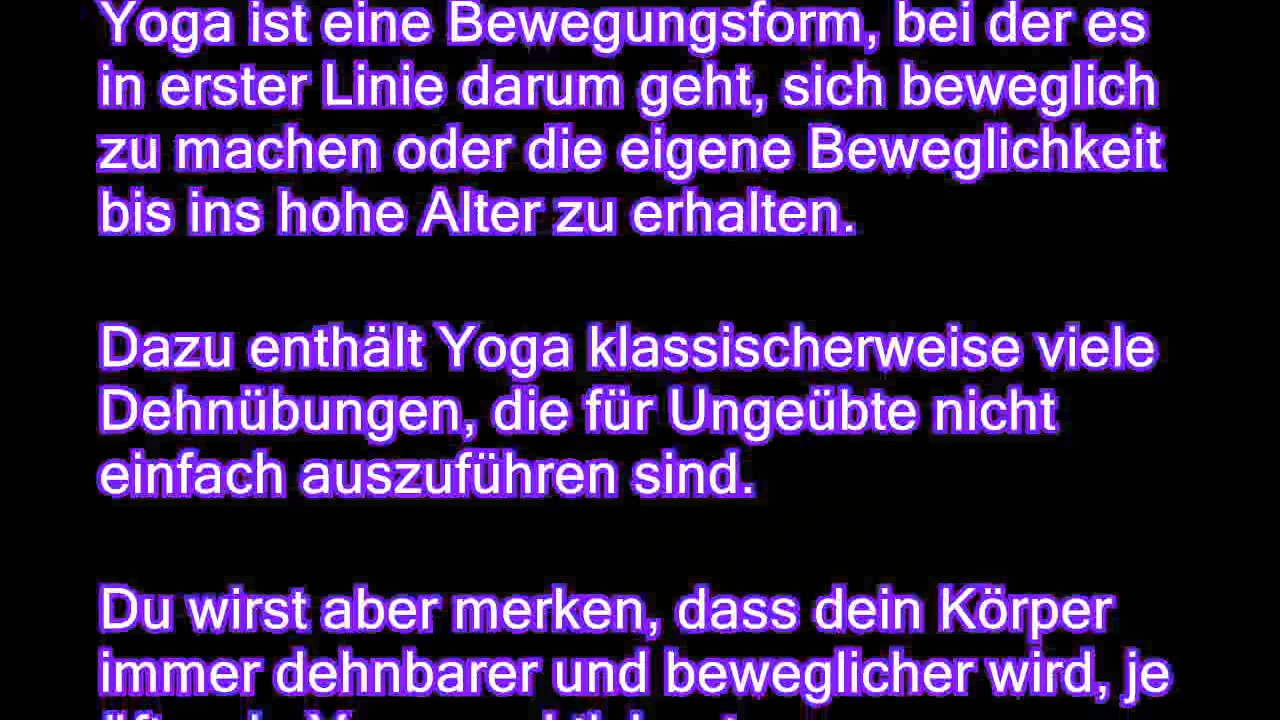 Yoga ist eine Bewegungsform, bei der es
in erster Linie darum geht, sich beweglich
zu machen oder die eigene Beweglichkeit
bis ins hohe Alter zu erhalten.
Dazu enthält Yoga klassischerweise viele
Dehnübungen, die für Ungeübte nicht
einfach auszuführen sind.
Du wirst aber merken, dass dein Körper
immer dehnbarer und beweglicher wird, je